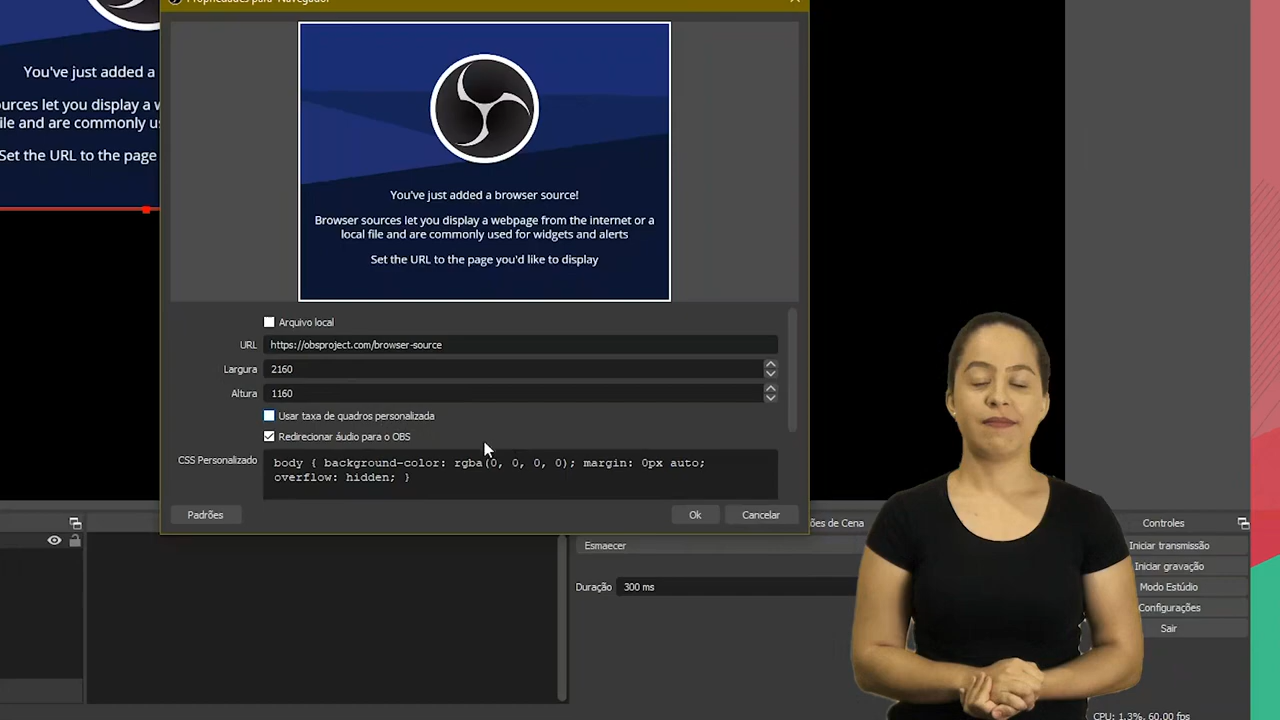 Propriedades para 'Navegador'
You've just added a
ources let you display a w
file and are commonly us
Set the URL to the page
You've just added a browser source!
Browser sources let you display a webpage from the internet or a
local file and are commonly used for widgets and alerts
Set the URL to the page you'd like to display
Arquivo local
URL https://obsproject.com/browser-source
Largura 2160
Altura 1160
Usar taxa de quadros personalizada
Redirecionar áudio para o OBS
CSS Personalizado body { background-color: rgba(0, 0, 0, 0); margin: 0px auto;
overflow: hidden; }
Padrões Ok Cancelar
ões de Cena
Esmaecer
Duração 300 ms
Controles
Iniciar transmissão
Iniciar gravação
Modo Estúdio
Configurações
Sair
CPU: 1.3%, 60.00 fps